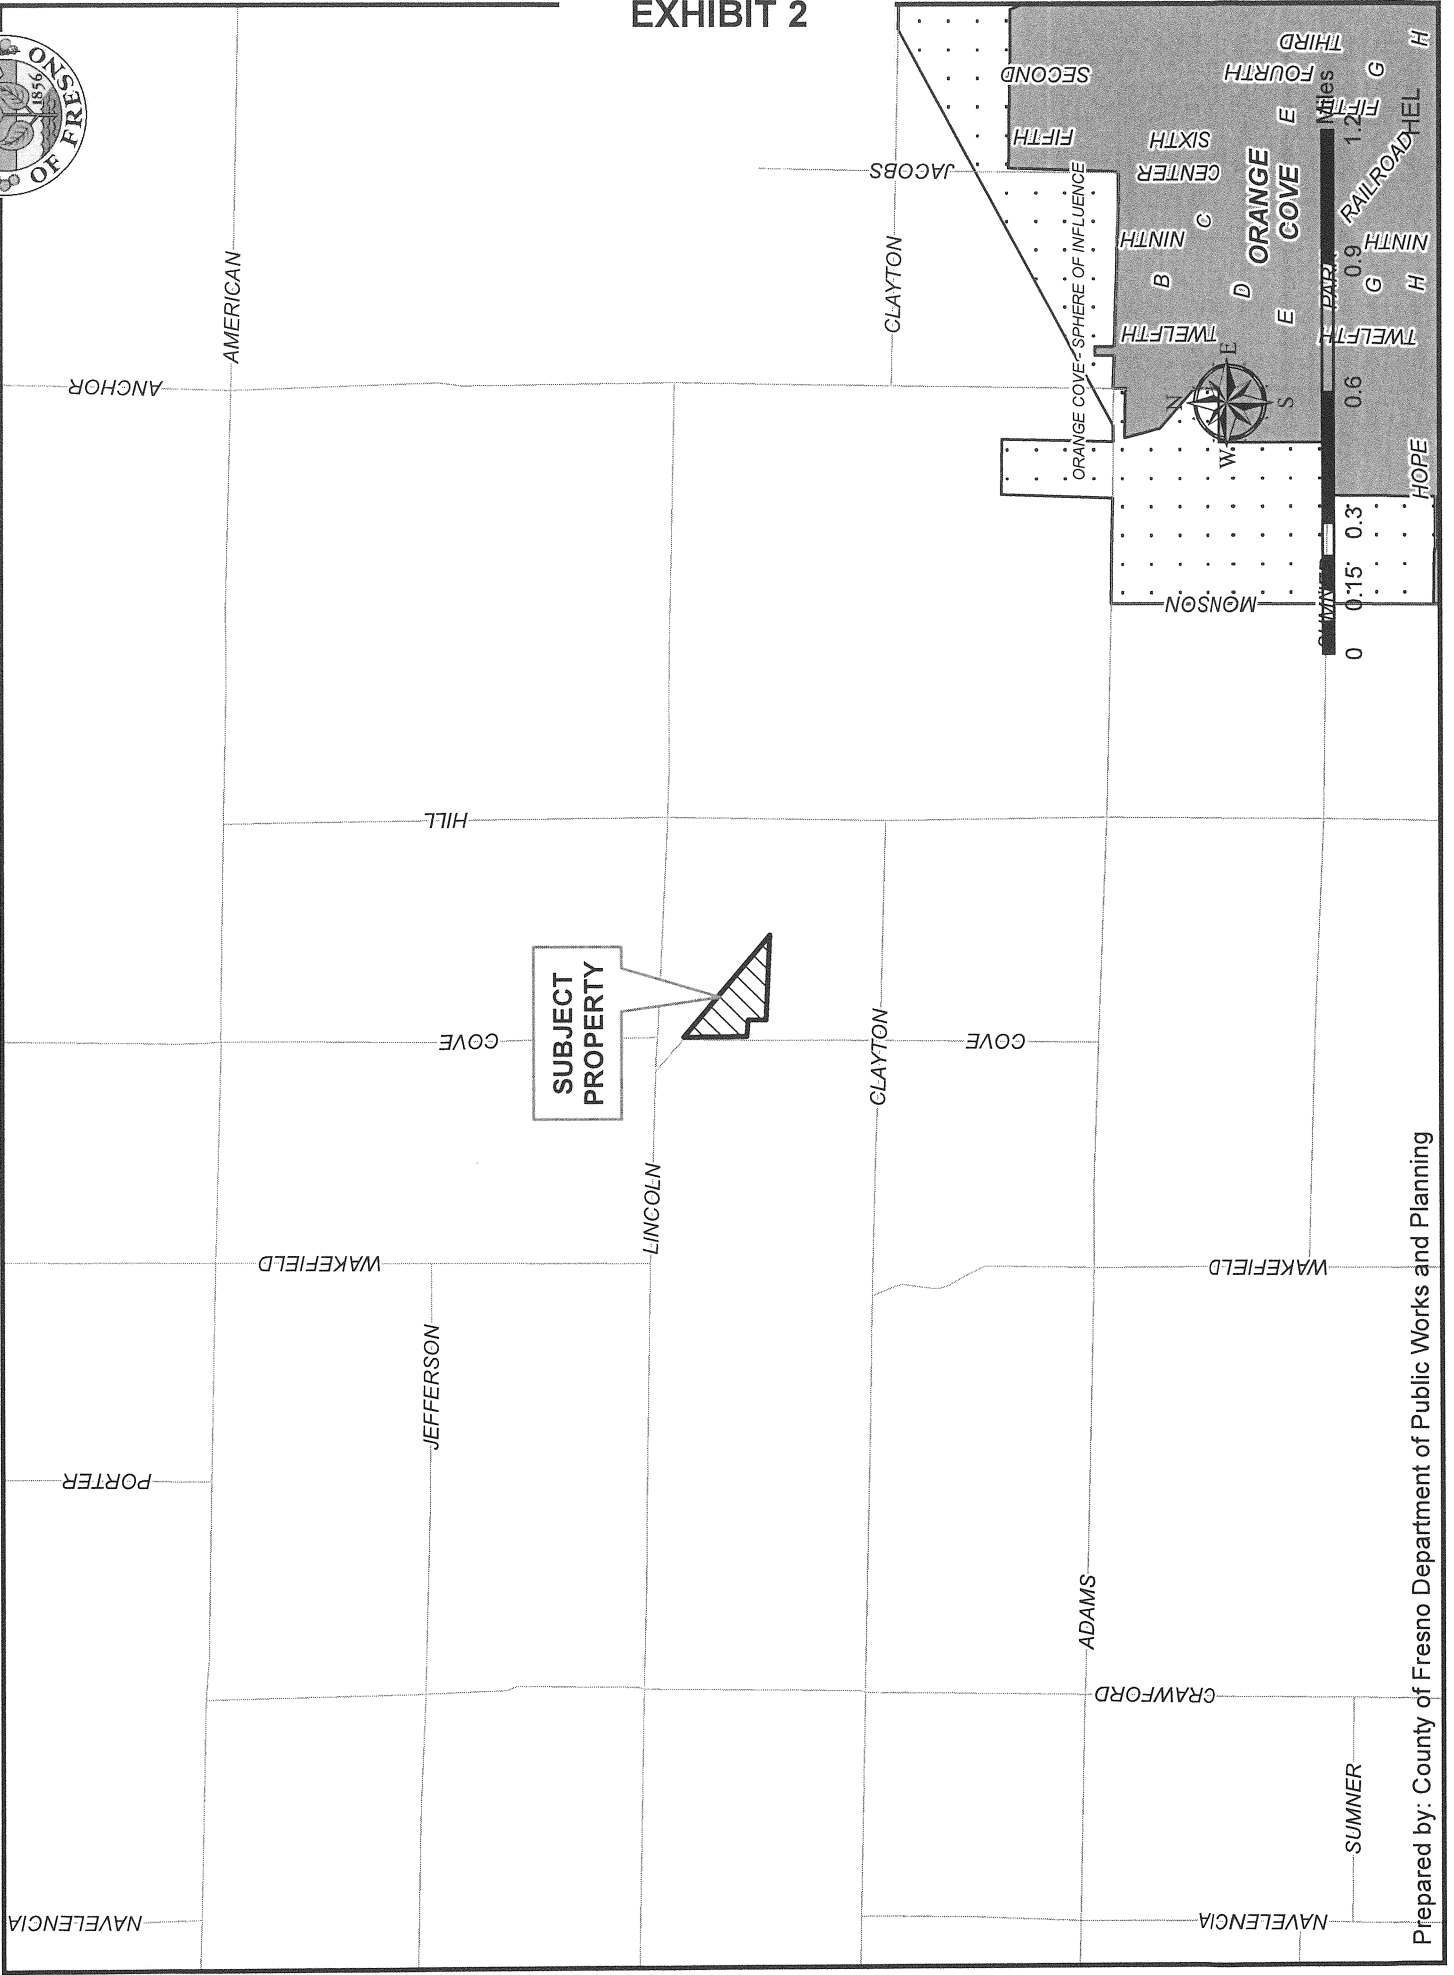 EXHIBIT 2
OF FRESNO
1856
AMERICAN
ANCHOR
JACOBS
CLAYTON
SECOND
THIRD
FOURTH
FIFTH
FIFTH
SIXTH
CENTER
NINTH
NINTH
TWELFTH
TWELFTH
B
C
D
E
E
G
H
G
H
ORANGE
COVE
RAILROAD
PARK
HOPE
ORANGE COVE - SPHERE OF INFLUENCE
N
E
S
W
MONSON
HILL
SUBJECT
PROPERTY
COVE
COVE
LINCOLN
CLAYTON
WAKEFIELD
WAKEFIELD
JEFFERSON
PORTER
ADAMS
CRAWFORD
SUMNER
NAVELENCIA
NAVELENCIA
0 0.15 0.3 0.6 0.9 1.2
Miles
Prepared by: County of Fresno Department of Public Works and Planning